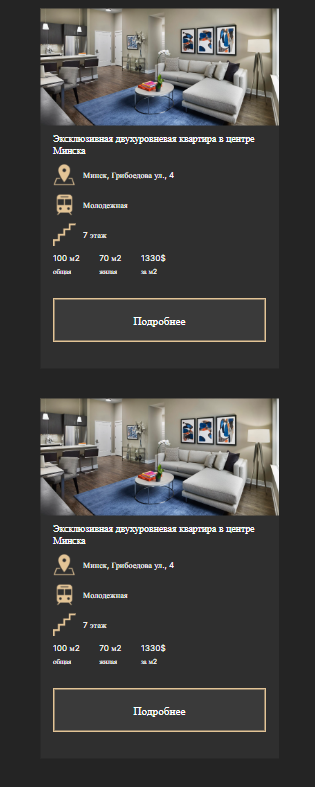 Эксклюзивная двухуровневая квартира в центре
Минска
Минск, Грибоедова ул., 4
Молодежная
7 этаж
100 м2 70 м2 1330$
общая жилая за м2
Подробнее
Эксклюзивная двухуровневая квартира в центре
Минска
Минск, Грибоедова ул., 4
Молодежная
7 этаж
100 м2 70 м2 1330$
общая жилая за м2
Подробнее